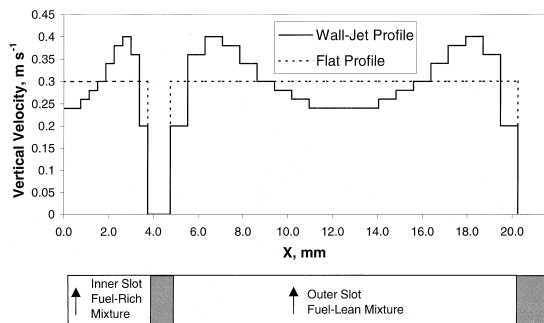 0.45
0.4
0.35
0.3
0.25
0.2
0.15
0.1
0.05
0
Vertical Velocity, m s⁻¹
Wall-Jet Profile
Flat Profile
0.0 2.0 4.0 6.0 8.0 10.0 12.0 14.0 16.0 18.0 20.0
X, mm
Inner Slot
Fuel-Rich
Mixture
Outer Slot
Fuel-Lean Mixture